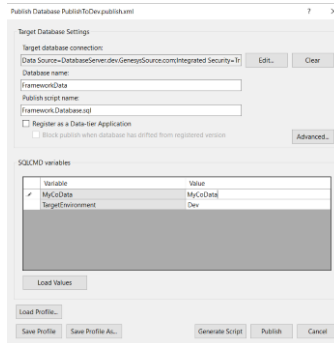 Publish Database PublishToDev.publish.xml ? ×
Target Database Settings
Target database connection:
Data Source=DatabaseServer.dev.GenesysSource.com;Integrated Security=Tr Edit... Clear
Database name:
FrameworkData
Publish script name:
Framework.Database.sql
Register as a Data-tier Application
Block publish when database has drifted from registered version
Advanced...
SQLCMD variables
Variable Value
MyCoData MyCoData
TargetEnvironment Dev
Load Values
Load Profile...
Save Profile Save Profile As... Generate Script Publish Cancel